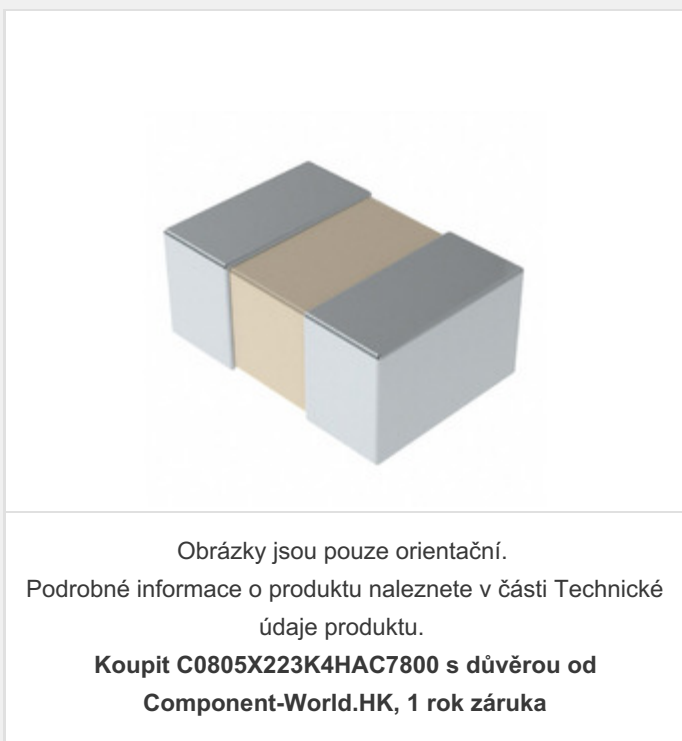 Obrázky jsou pouze orientační.
Podrobné informace o produktu naleznete v části Technické
údaje produktu.
Koupit C0805X223K4HAC7800 s důvěrou od
Component-World.HK, 1 rok záruka